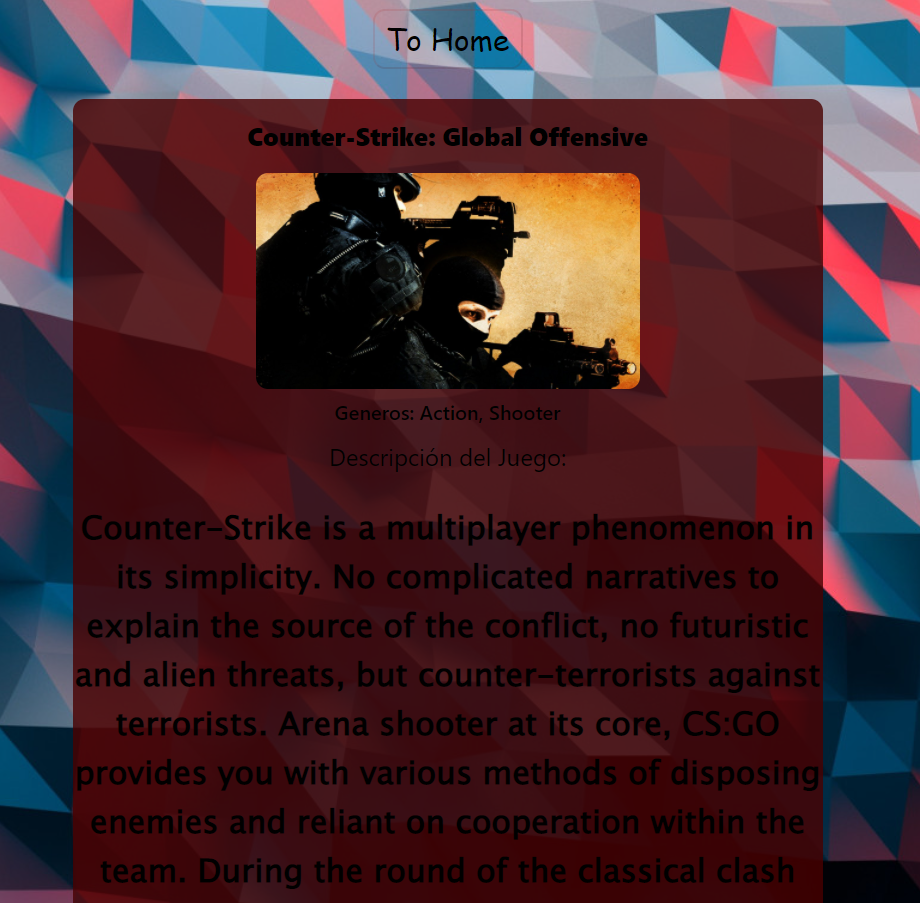 To Home
Counter-Strike: Global Offensive
Generos: Action, Shooter
Descripción del Juego:
Counter-Strike is a multiplayer phenomenon in
its simplicity. No complicated narratives to
explain the source of the conflict, no futuristic
and alien threats, but counter-terrorists against
terrorists. Arena shooter at its core, CS:GO
provides you with various methods of disposing
enemies and reliant on cooperation within the
team. During the round of the classical clash